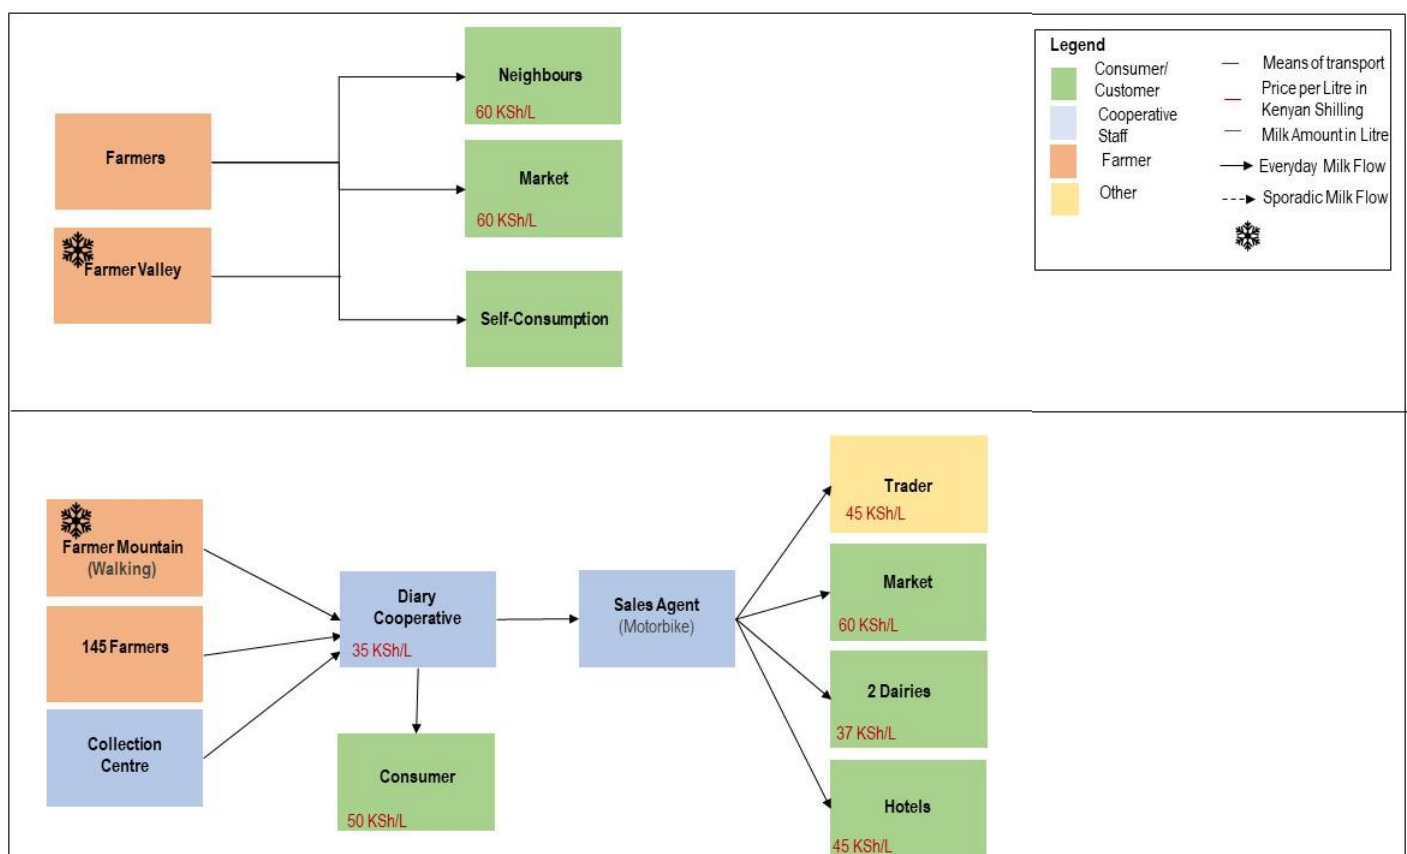 Legend
Consumer/
Customer
Cooperative
Staff
Farmer
Other
Means of transport
Price per Litre in
Kenyan Shilling
Milk Amount in Litre
Everyday Milk Flow
Sporadic Milk Flow
Farmers
Farmer Valley
Neighbours
60 KSh/L
Market
60 KSh/L
Self-Consumption
Farmer Mountain
(Walking)
145 Farmers
Collection
Centre
Diary
Cooperative
35 KSh/L
Consumer
50 KSh/L
Sales Agent
(Motorbike)
Trader
45 KSh/L
Market
60 KSh/L
2 Dairies
37 KSh/L
Hotels
45 KSh/L